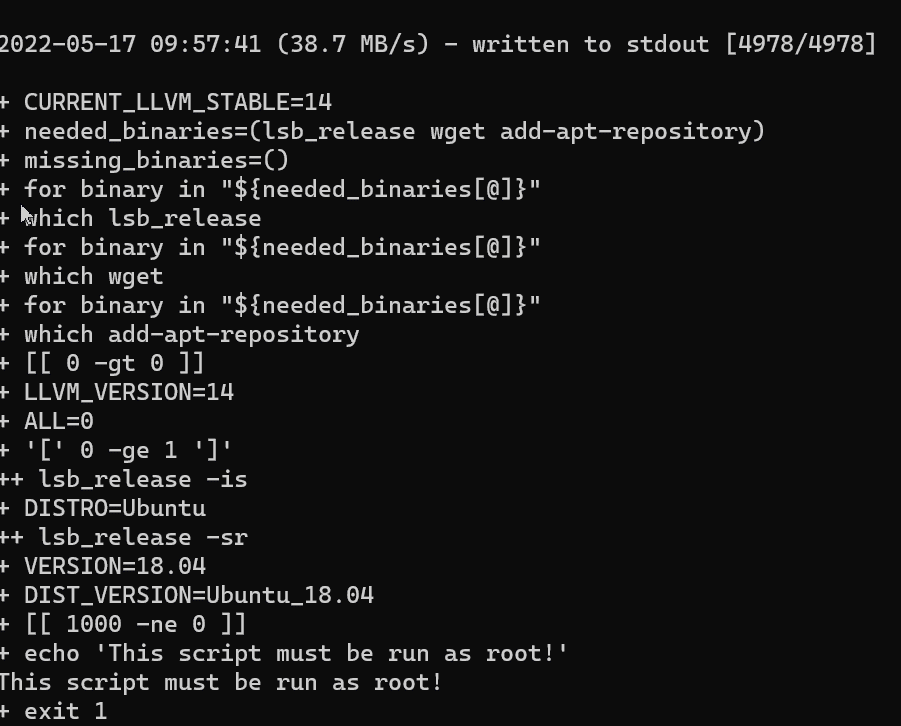 2022-05-17 09:57:41 (38.7 MB/s) - written to stdout [4978/4978]
+ CURRENT_LLVM_STABLE=14
+ needed_binaries=(lsb_release wget add-apt-repository)
+ missing_binaries=()
+ for binary in "${needed_binaries[@]}"
+ which lsb_release
+ for binary in "${needed_binaries[@]}"
+ which wget
+ for binary in "${needed_binaries[@]}"
+ which add-apt-repository
+ [[ 0 -gt 0 ]]
+ LLVM_VERSION=14
+ ALL=0
+ '[' 0 -ge 1 ']'
++ lsb_release -is
+ DISTRO=Ubuntu
++ lsb_release -sr
+ VERSION=18.04
+ DIST_VERSION=Ubuntu_18.04
+ [[ 1000 -ne 0 ]]
+ echo 'This script must be run as root!'
This script must be run as root!
+ exit 1